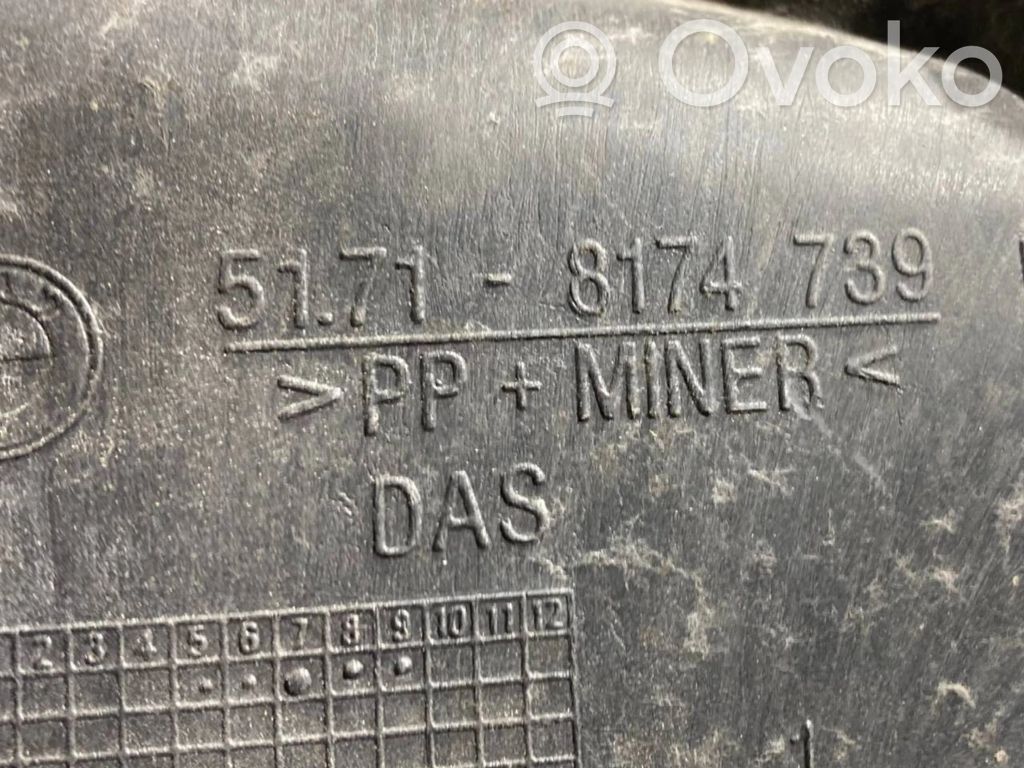 Ovoko
51.71 - 8174 739
>PP + MINER<
DAS
2 3 4 5 6 7 8 9 10 11 12
1